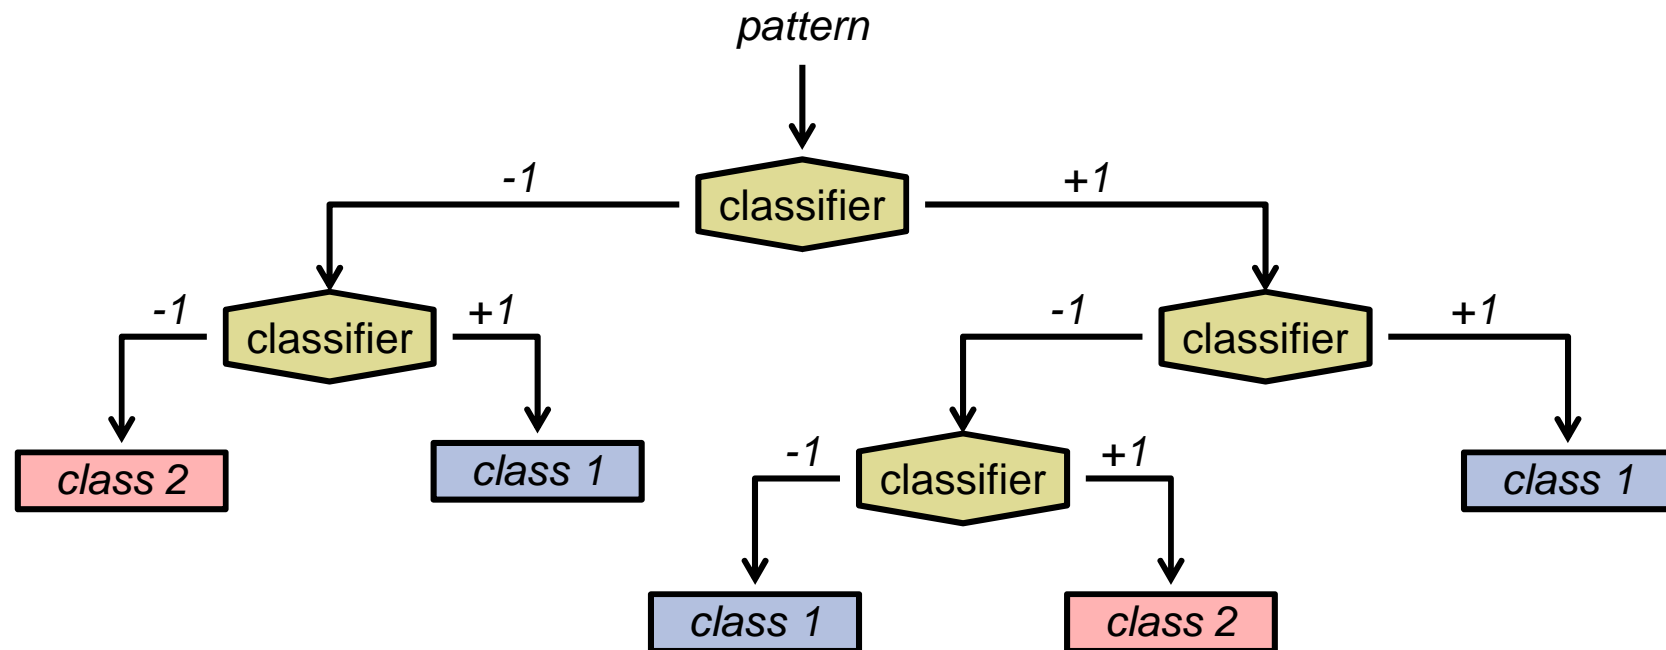 pattern
-1
+1
classifier
-1
+1
-1
+1
classifier
classifier
-1
+1
class 2
class 1
classifier
class 1
class 1
class 2